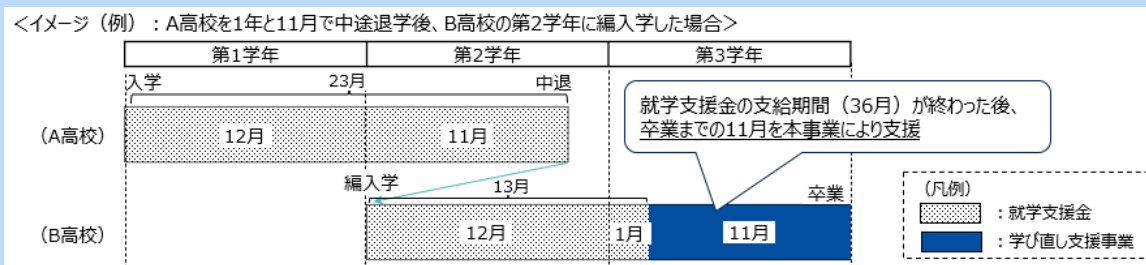 ＜イメージ（例）：A高校を1年と11月で中途退学後、B高校の第2学年に編入学した場合＞
第1学年 第2学年 第3学年
入学 23月 中退
（A高校） 12月 11月
就学支援金の支給期間（36月）が終わった後、
卒業までの11月を本事業により支援
編入学 13月 卒業
（B高校） 12月 1月 11月
（凡例）
：就学支援金
：学び直し支援事業